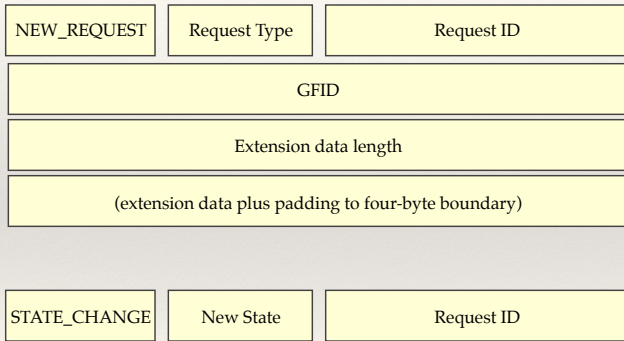 NEW_REQUEST Request Type Request ID
GFID
Extension data length
(extension data plus padding to four-byte boundary)
STATE_CHANGE New State Request ID